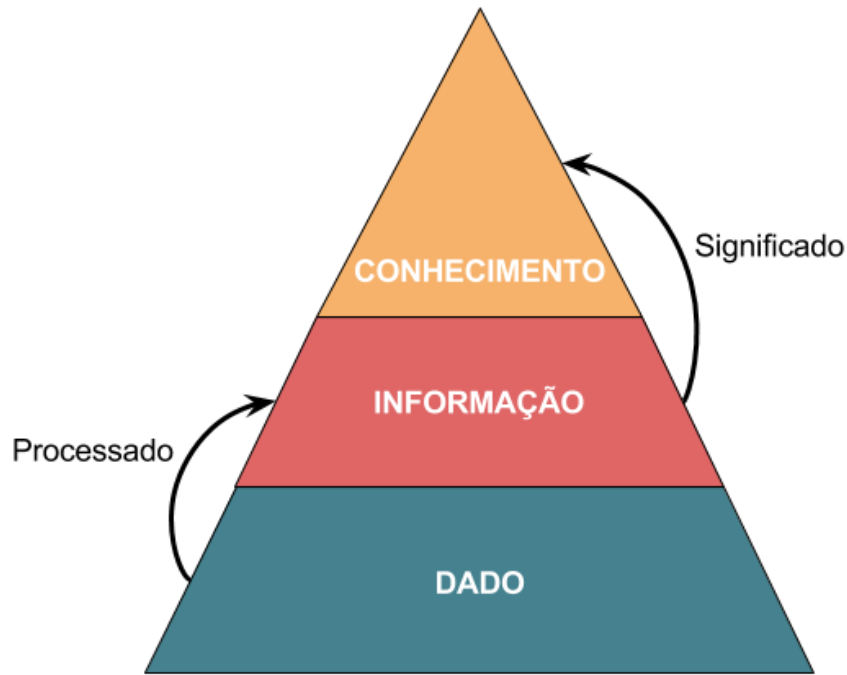 CONHECIMENTO
Significado
INFORMAÇÃO
Processado
DADO